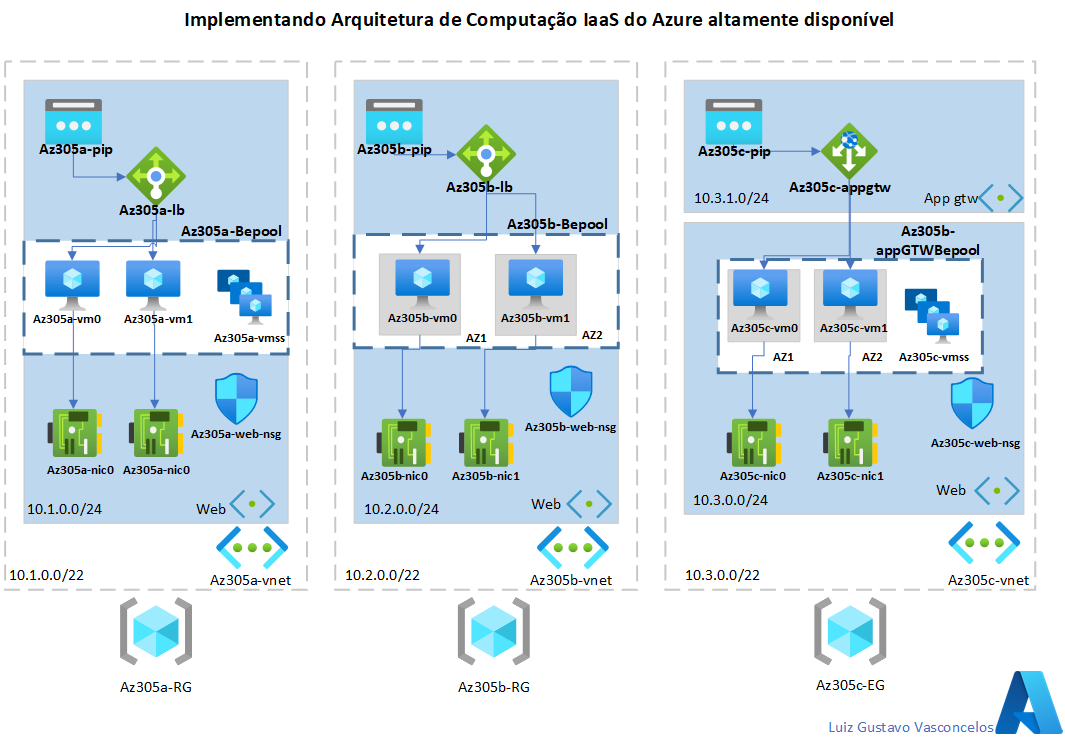 Implementando Arquitetura de Computação IaaS do Azure altamente disponível
Az305a-pip
Az305a-lb
Az305a-Bepool
Az305a-vm0
Az305a-vm1
Az305a-vmss
Az305a-web-nsg
Az305a-nic0
Az305a-nic0
10.1.0.0/24
Web
10.1.0.0/22
Az305a-vnet
Az305a-RG
Az305b-pip
Az305b-lb
Az305b-Bepool
Az305b-vm0
Az305b-vm1
AZ1
AZ2
Az305b-web-nsg
Az305b-nic0
Az305b-nic1
10.2.0.0/24
Web
10.2.0.0/22
Az305b-vnet
Az305b-RG
Az305c-pip
Az305c-appgtw
10.3.1.0/24
App gtw
Az305b-
appGTWBepool
Az305c-vm0
Az305c-vm1
AZ1
AZ2
Az305c-vmss
Az305c-web-nsg
Az305c-nic0
Az305c-nic1
10.3.0.0/24
Web
10.3.0.0/22
Az305c-vnet
Az305c-EG
Luiz Gustavo Vasconcelos